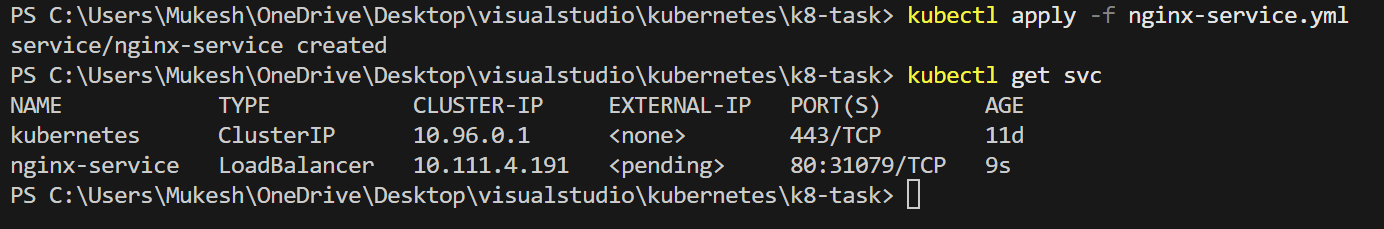 PS C:\Users\Mukesh\OneDrive\Desktop\visualstudio\kubernetes\k8-task> kubectl apply -f nginx-service.yml
service/nginx-service created
PS C:\Users\Mukesh\OneDrive\Desktop\visualstudio\kubernetes\k8-task> kubectl get svc
NAME            TYPE           CLUSTER-IP     EXTERNAL-IP   PORT(S)        AGE
kubernetes      ClusterIP      10.96.0.1      <none>        443/TCP        11d
nginx-service   LoadBalancer   10.111.4.191   <pending>     80:31079/TCP   9s
PS C:\Users\Mukesh\OneDrive\Desktop\visualstudio\kubernetes\k8-task>